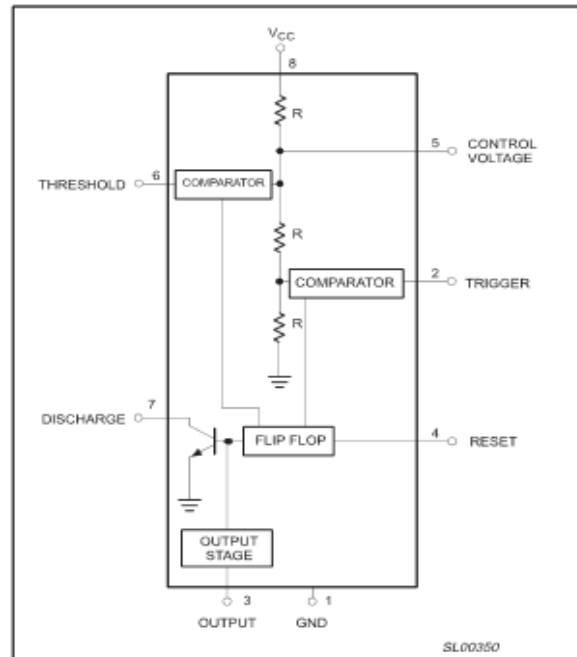 VCC
8
R
5 CONTROL
VOLTAGE
THRESHOLD 6 COMPARATOR
R
COMPARATOR 2 TRIGGER
R
DISCHARGE 7
FLIP FLOP 4 RESET
OUTPUT
STAGE
3 1
OUTPUT GND
SL00350